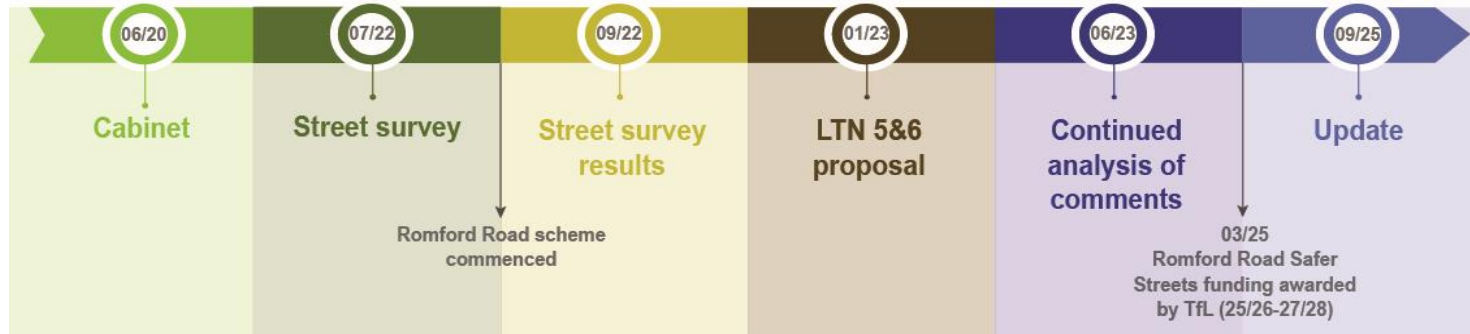 06/20
07/22
09/22
01/23
06/23
09/25
Cabinet
Street survey
Street survey
results
LTN 5&6
proposal
Continued
analysis of
comments
Update
Romford Road scheme
commenced
03/25
Romford Road Safer
Streets funding awarded
by TfL (25/26-27/28)